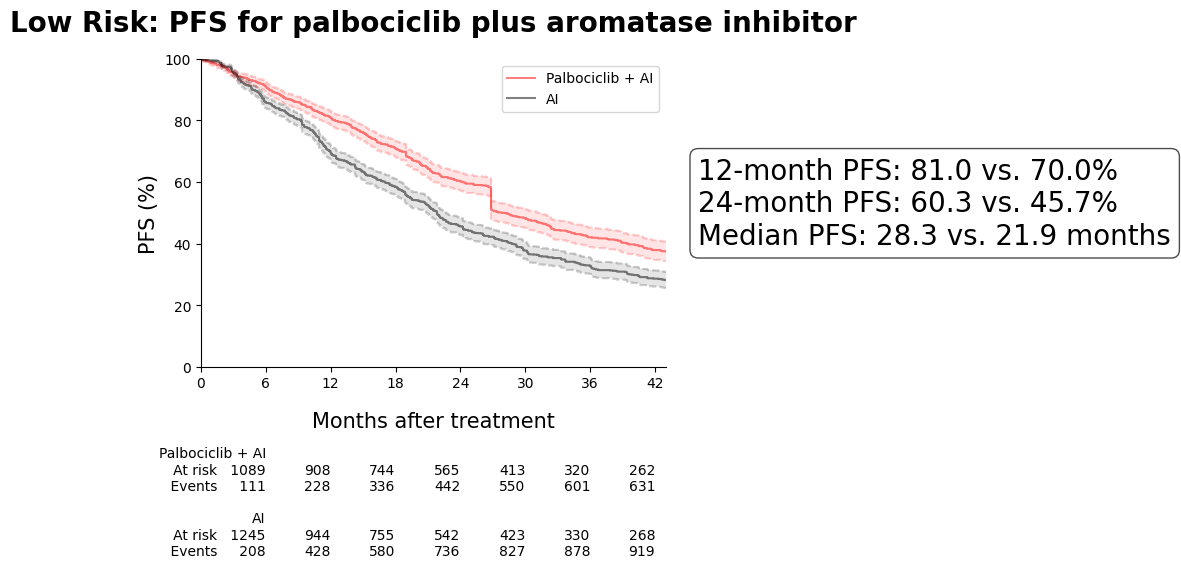 Low Risk: PFS for palbociclib plus aromatase inhibitor
100
80
60
40
20
0
PFS (%)
Palbociclib + AI
AI
12-month PFS: 81.0 vs. 70.0%
24-month PFS: 60.3 vs. 45.7%
Median PFS: 28.3 vs. 21.9 months
0 6 12 18 24 30 36 42
Months after treatment
Palbociclib + AI
At risk 1089 908 744 565 413 320 262
Events 111 228 336 442 550 601 631
AI
At risk 1245 944 755 542 423 330 268
Events 208 428 580 736 827 878 919